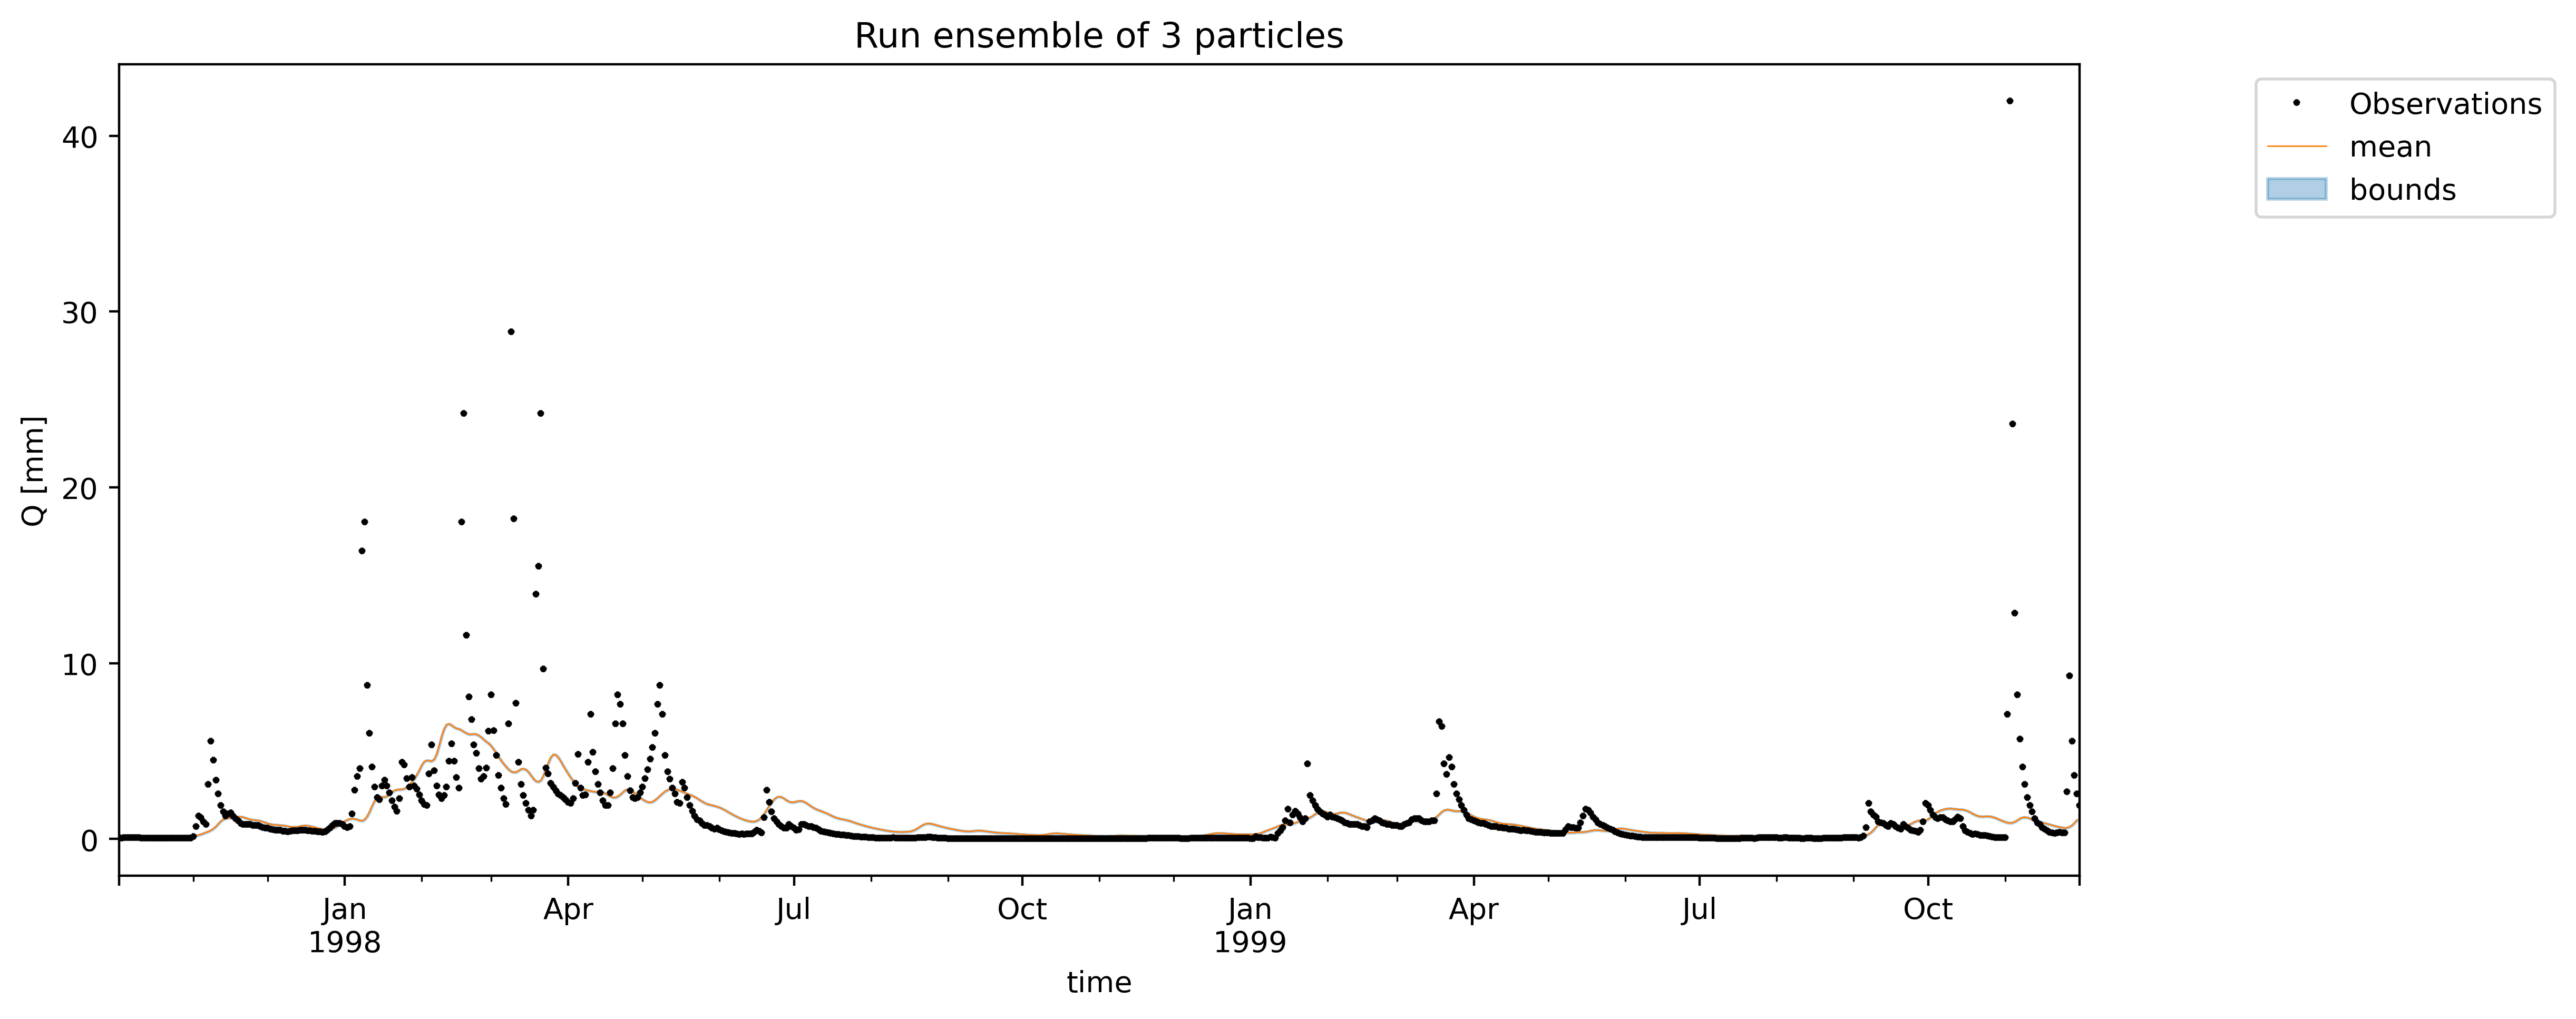 Run ensemble of 3 particles
Observations
mean
bounds
40
30
20
10
0
Q [mm]
Jan Apr Jul Oct Jan Apr Jul Oct
1998 1999
time